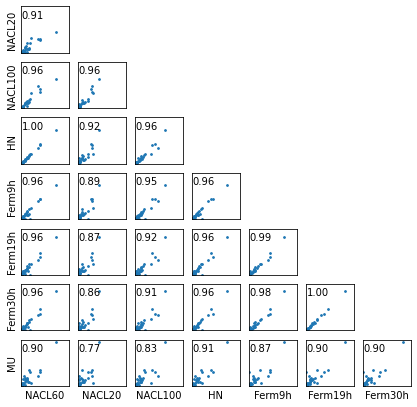 NACL20 0.91
NACL100 0.96 0.96
HN 1.00 0.92 0.96
Ferm9h 0.96 0.89 0.95 0.96
Ferm19h 0.96 0.87 0.92 0.96 0.99
Ferm30h 0.96 0.86 0.91 0.96 0.98 1.00
MU 0.90 0.77 0.83 0.91 0.87 0.90 0.90
NACL60 NACL20 NACL100 HN Ferm9h Ferm19h Ferm30h